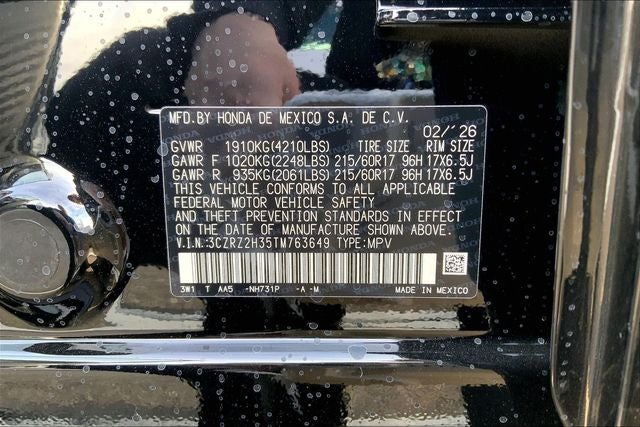 MFD.BY HONDA DE MEXICO S.A. DE C.V.
02/'26
GVWR 1910KG(4210LBS) TIRE SIZE RIM SIZE
GAWR F 1020KG(2248LBS) 215/60R17 96H 17X6.5J
GAWR R 935KG(2061LBS) 215/60R17 96H 17X6.5J
THIS VEHICLE CONFORMS TO ALL APPLICABLE
FEDERAL MOTOR VEHICLE SAFETY
AND THEFT PREVENTION STANDARDS IN EFFECT
ON THE DATE OF MANUFACTURE SHOWN ABOVE.
V.I.N.:3CZRZ2H35TM763649 TYPE:MPV
3W1 T AA5 -NH731P -A -M MADE IN MEXICO